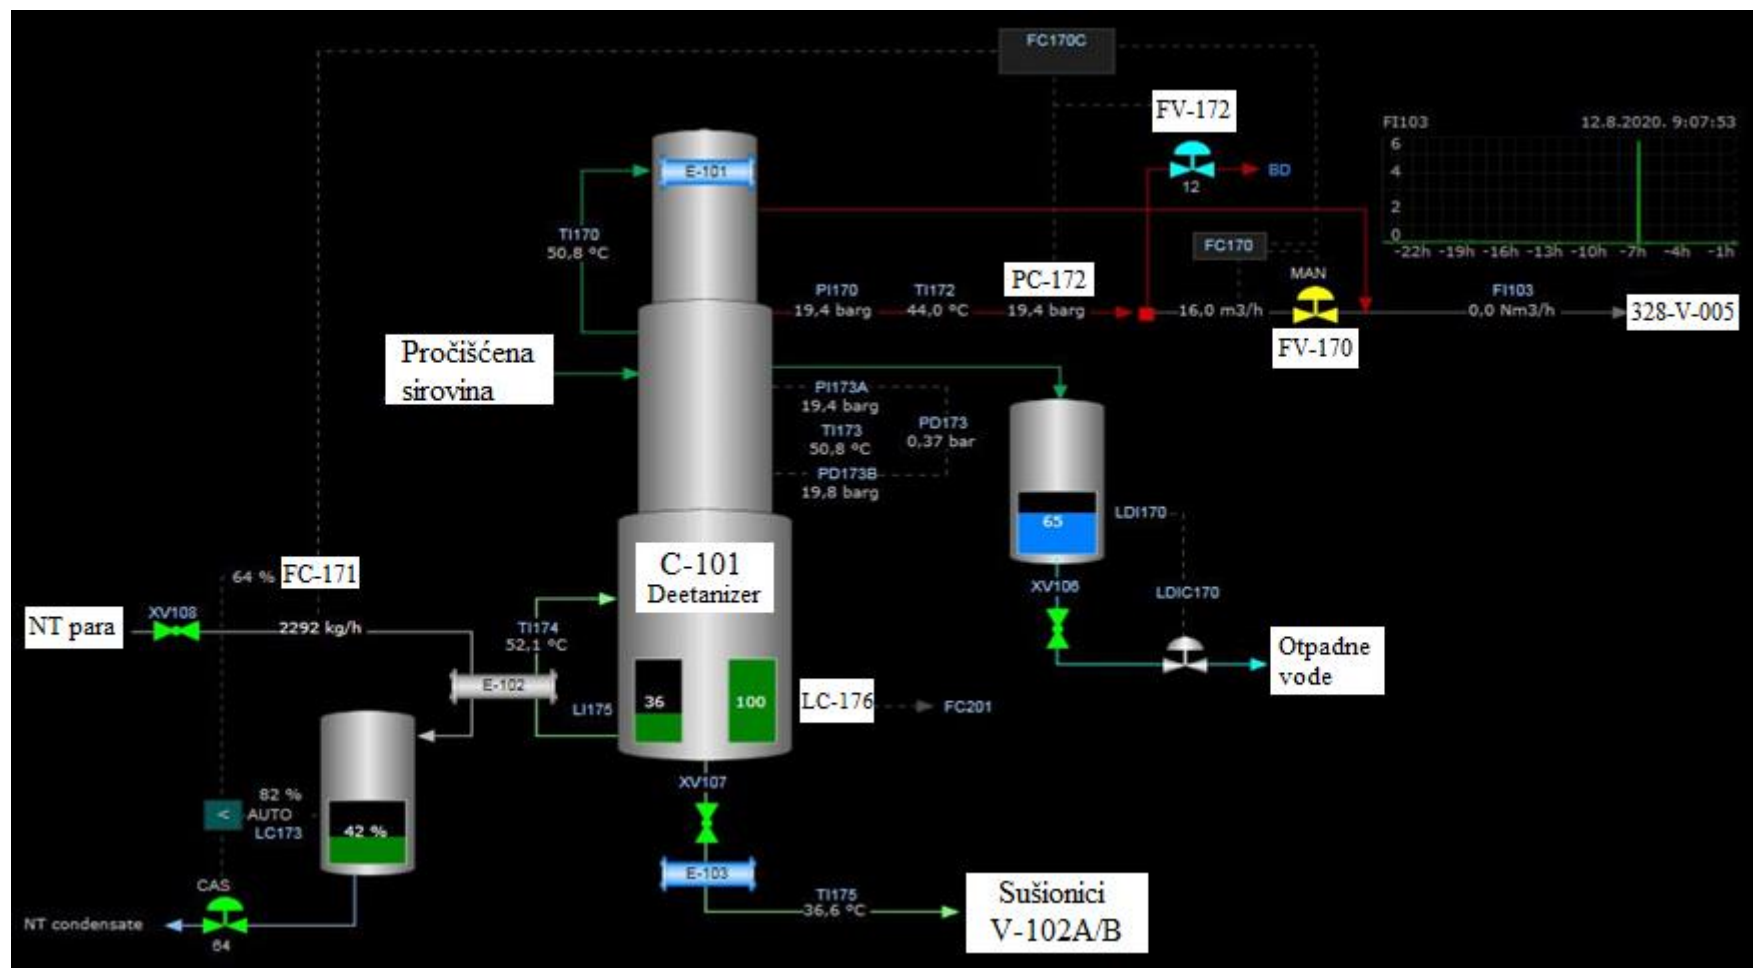 FC170C
FV-172
FI103 12.8.2020. 9:07:53
6
4
2
0
-22h -19h -16h -13h -10h -7h -4h -1h
E-101
12
BD
TI170
50,8 °C
FC170
MAN
PC-172
PI170
19,4 barg
TI172
44,0 °C
19,4 barg
16,0 m3/h
FI103
0,0 Nm3/h
328-V-005
FV-170
Pročišćena
sirovina
PI173A
19,4 barg
TI173
50,8 °C
PD173
0,37 bar
PD173B
19,8 barg
65
LDI170
C-101
Deetanizer
64 % FC-171
XV106
LDIC170
NT para
XV108
2292 kg/h
TI174
52,1 °C
Otpadne
vode
E-102
LI175
36
100
LC-176
FC201
XV107
82 %
< AUTO
LC173
42 %
E-103
CAS
TI175
36,6 °C
Sušionici
V-102A/B
NT condensate
64